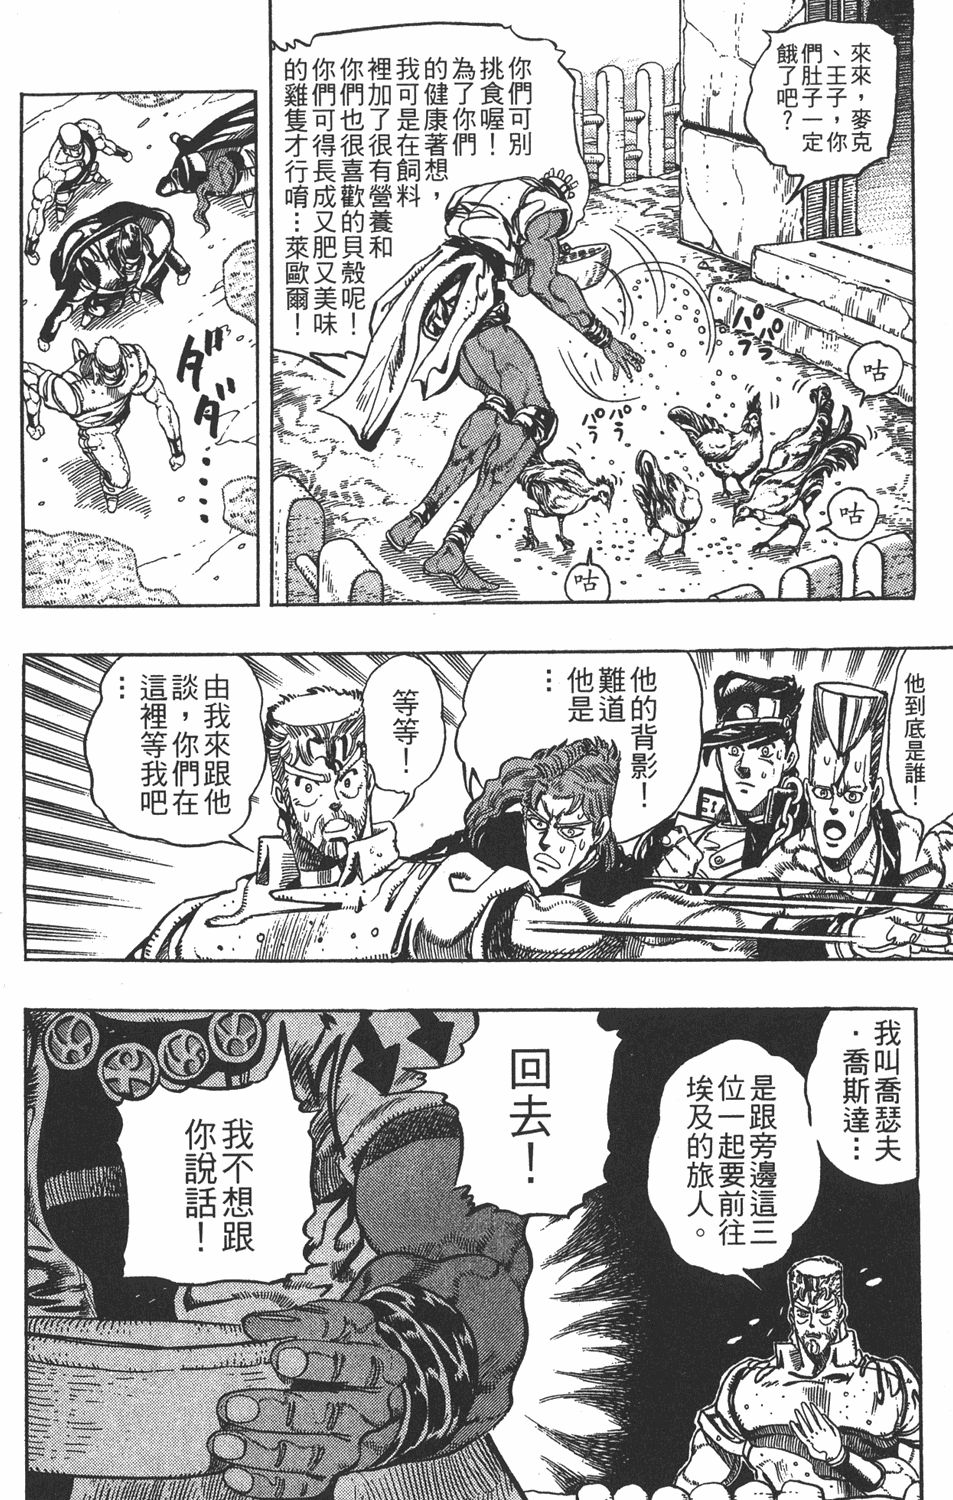 來來，麥克
、王子，你
們肚子一定
餓了吧？
你們可別
挑食喔！
為了你們
的健康著想，
我可是在飼料
裡加了很有營養和
你們也很喜歡的貝殼呢！
你們可得長成又肥又美味
的雞隻才行唷…萊歐爾！
パラパラ
咕
パラパラ
咕
咕
ダダダ……
他到底是誰！
他的背影！
難道
他是
…
等等！
由我來跟他
談，你們在
這裡等我吧
…
我叫喬瑟夫
．喬斯達…
是跟旁邊這三
位一起要前往
埃及的旅人。
回去！
我不想跟
你說話！